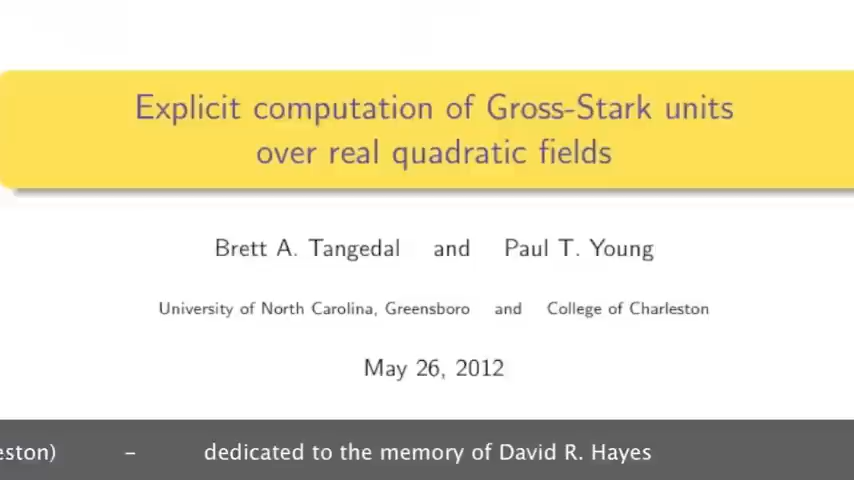 Explicit computation of Gross-Stark units
over real quadratic fields
Brett A. Tangedal and Paul T. Young
University of North Carolina, Greensboro and College of Charleston
May 26, 2012
eston) – dedicated to the memory of David R. Hayes